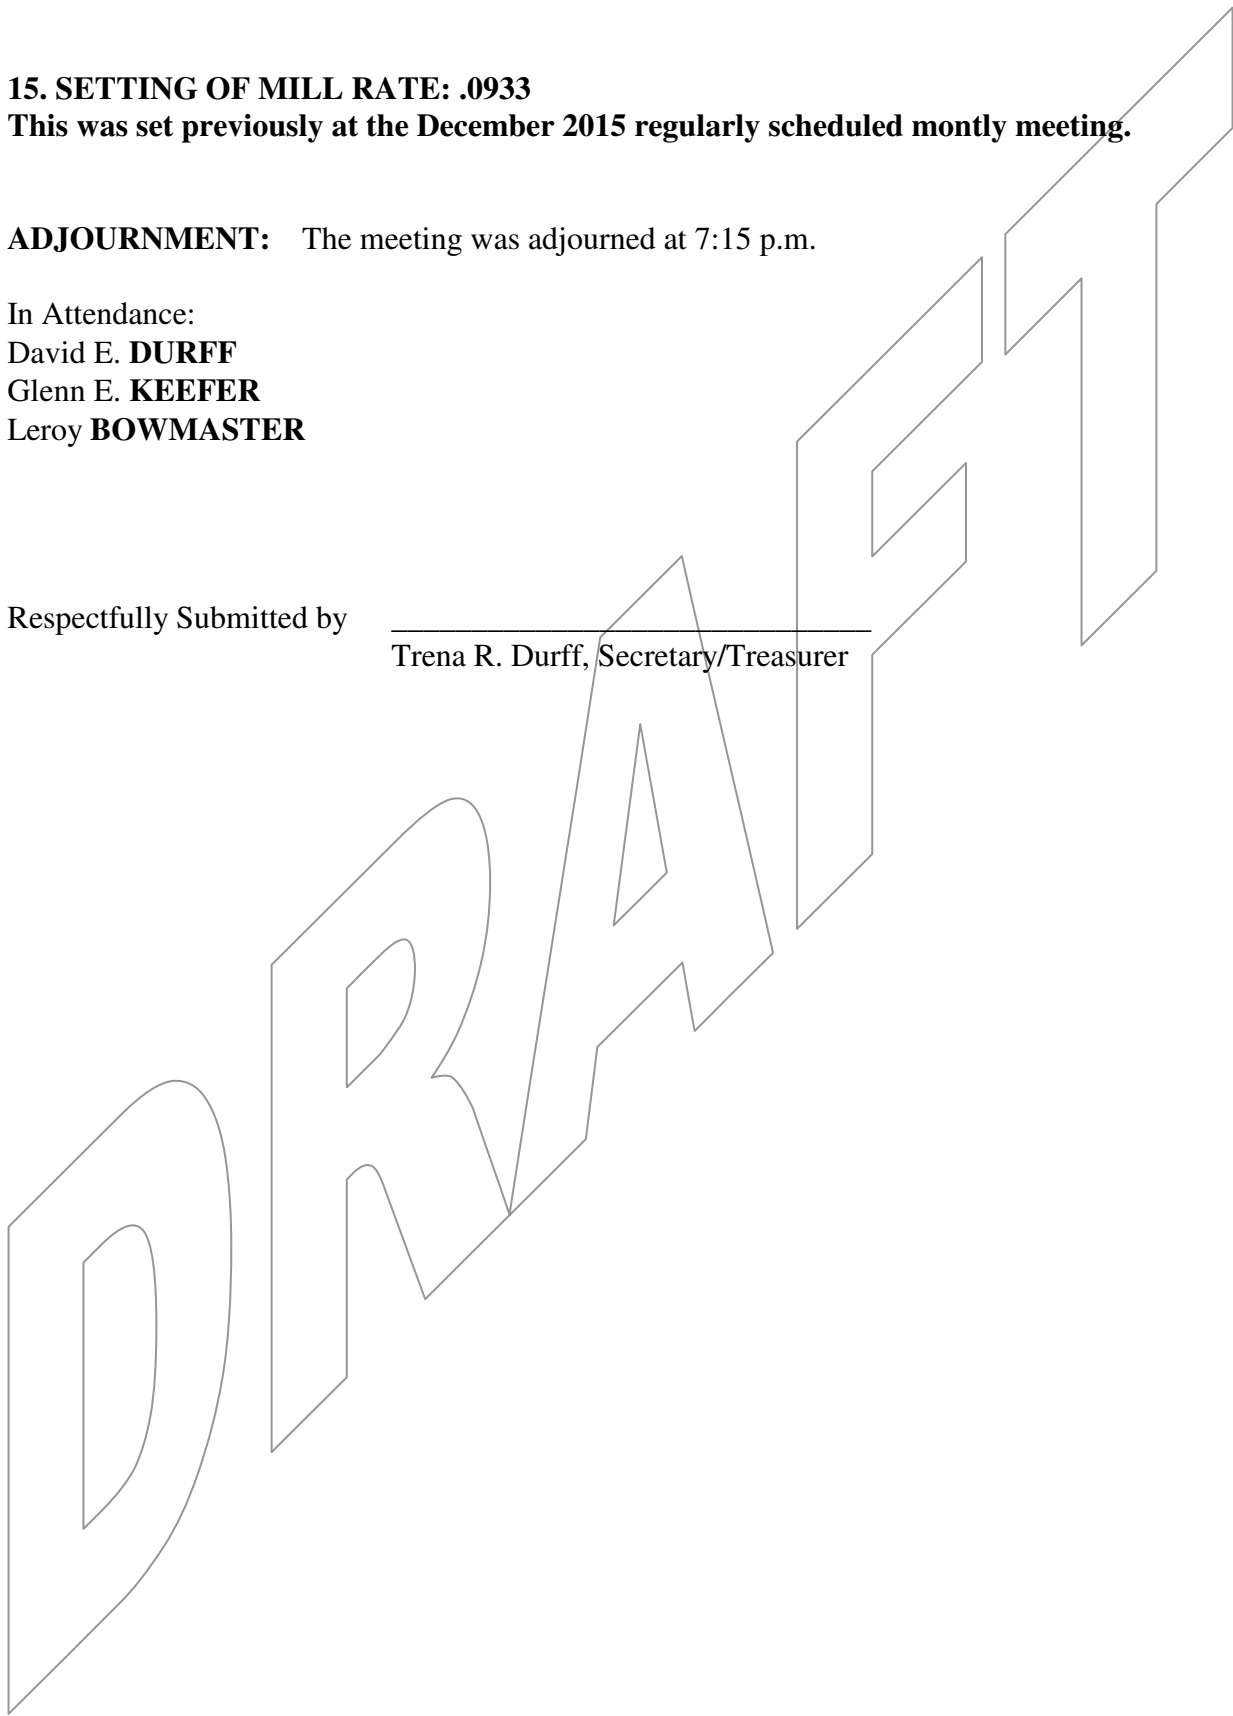 15. SETTING OF MILL RATE: .0933
This was set previously at the December 2015 regularly scheduled montly meeting.
ADJOURNMENT: The meeting was adjourned at 7:15 p.m.
In Attendance:
David E. DURFF
Glenn E. KEEFER
Leroy BOWMASTER
Respectfully Submitted by ______________________________
Trena R. Durff, Secretary/Treasurer
DRAFT